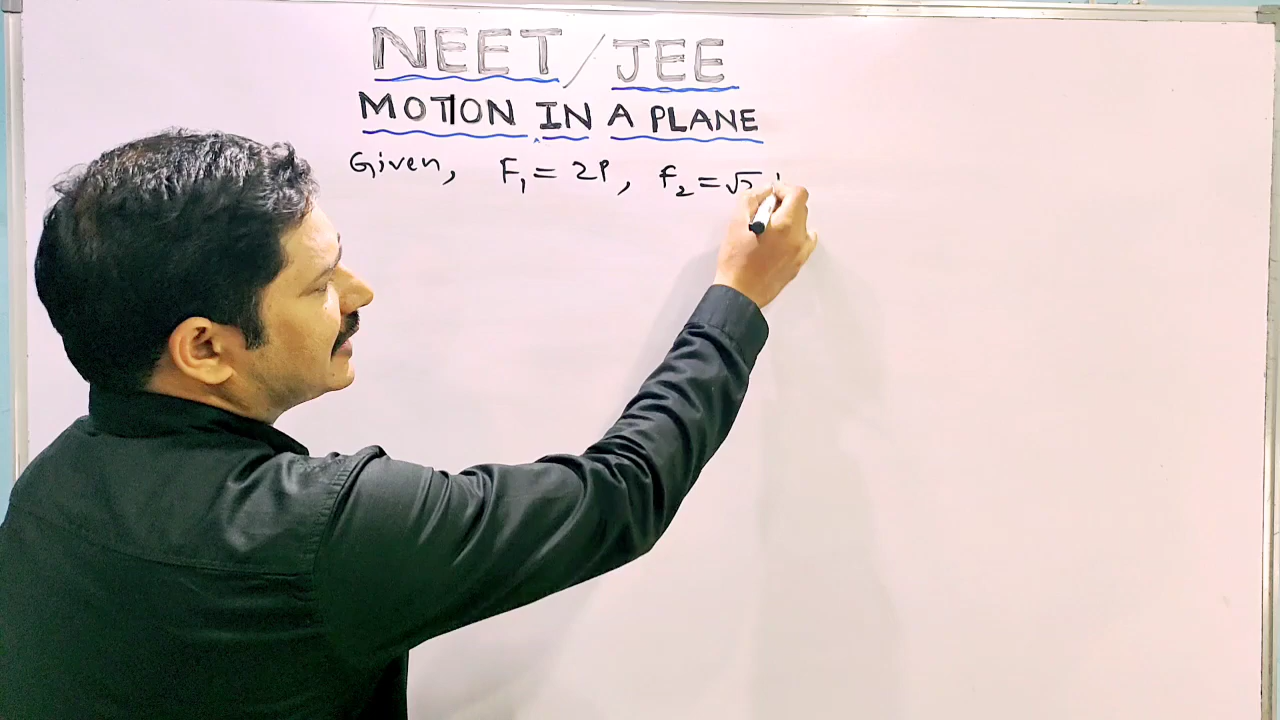 NEET/JEE
MOTION IN A PLANE
Given, F₁ = 2P, F₂ = √2